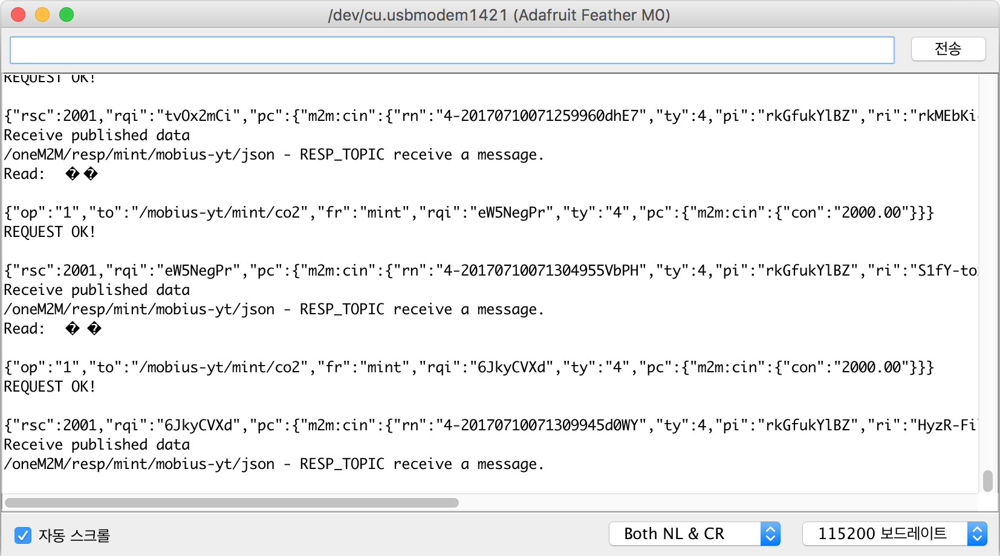 /dev/cu.usbmodem1421 (Adafruit Feather M0)
전송
REQUEST OK!
{"rsc":2001,"rqi":"tvOx2mCi","pc":{"m2m:cin":{"rn":"4-20170710071259960dhE7","ty":4,"pi":"rkGfukYlBZ","ri":"rkMEbKi
Receive published data
/oneM2M/resp/mint/mobius-yt/json - RESP_TOPIC receive a message.
Read: ��
{"op":"1","to":"/mobius-yt/mint/co2","fr":"mint","rqi":"eW5NegPr","ty":"4","pc":{"m2m:cin":{"con":"2000.00"}}}
REQUEST OK!
{"rsc":2001,"rqi":"eW5NegPr","pc":{"m2m:cin":{"rn":"4-20170710071304955VbPH","ty":4,"pi":"rkGfukYlBZ","ri":"S1fY-to
Receive published data
/oneM2M/resp/mint/mobius-yt/json - RESP_TOPIC receive a message.
Read: � �
{"op":"1","to":"/mobius-yt/mint/co2","fr":"mint","rqi":"6JkyCVXd","ty":"4","pc":{"m2m:cin":{"con":"2000.00"}}}
REQUEST OK!
{"rsc":2001,"rqi":"6JkyCVXd","pc":{"m2m:cin":{"rn":"4-20170710071309945d0WY","ty":4,"pi":"rkGfukYlBZ","ri":"HyzR-Fi
Receive published data
/oneM2M/resp/mint/mobius-yt/json - RESP_TOPIC receive a message.
자동 스크롤
Both NL & CR
115200 보드레이트